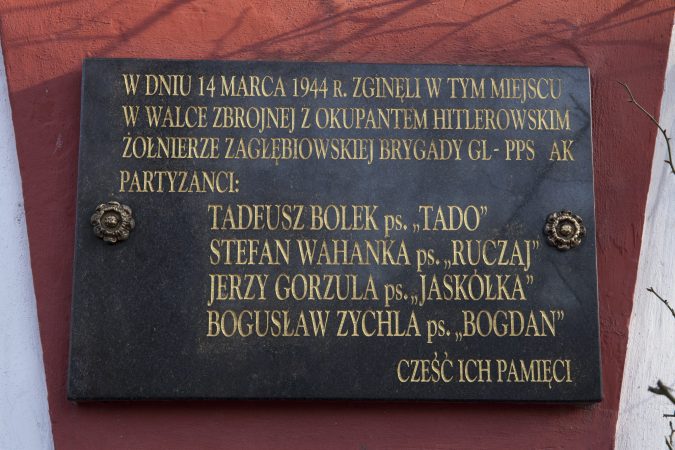 W DNIU 14 MARCA 1944 R. ZGINĘLI W TYM MIEJSCU
W WALCE ZBROJNEJ Z OKUPANTEM HITLEROWSKIM
ŻOŁNIERZE ZAGŁĘBIOWSKIEJ BRYGADY GL- PPS AK
PARTYZANCI:
TADEUSZ BOLEK ps. „TADO”
STEFAN WAHANKA ps. „RUCZAJ”
JERZY GORZULA ps. „JASKÓŁKA”
BOGUSŁAW ZYCHLA ps. „BOGDAN”
CZEŚĆ ICH PAMIĘCI